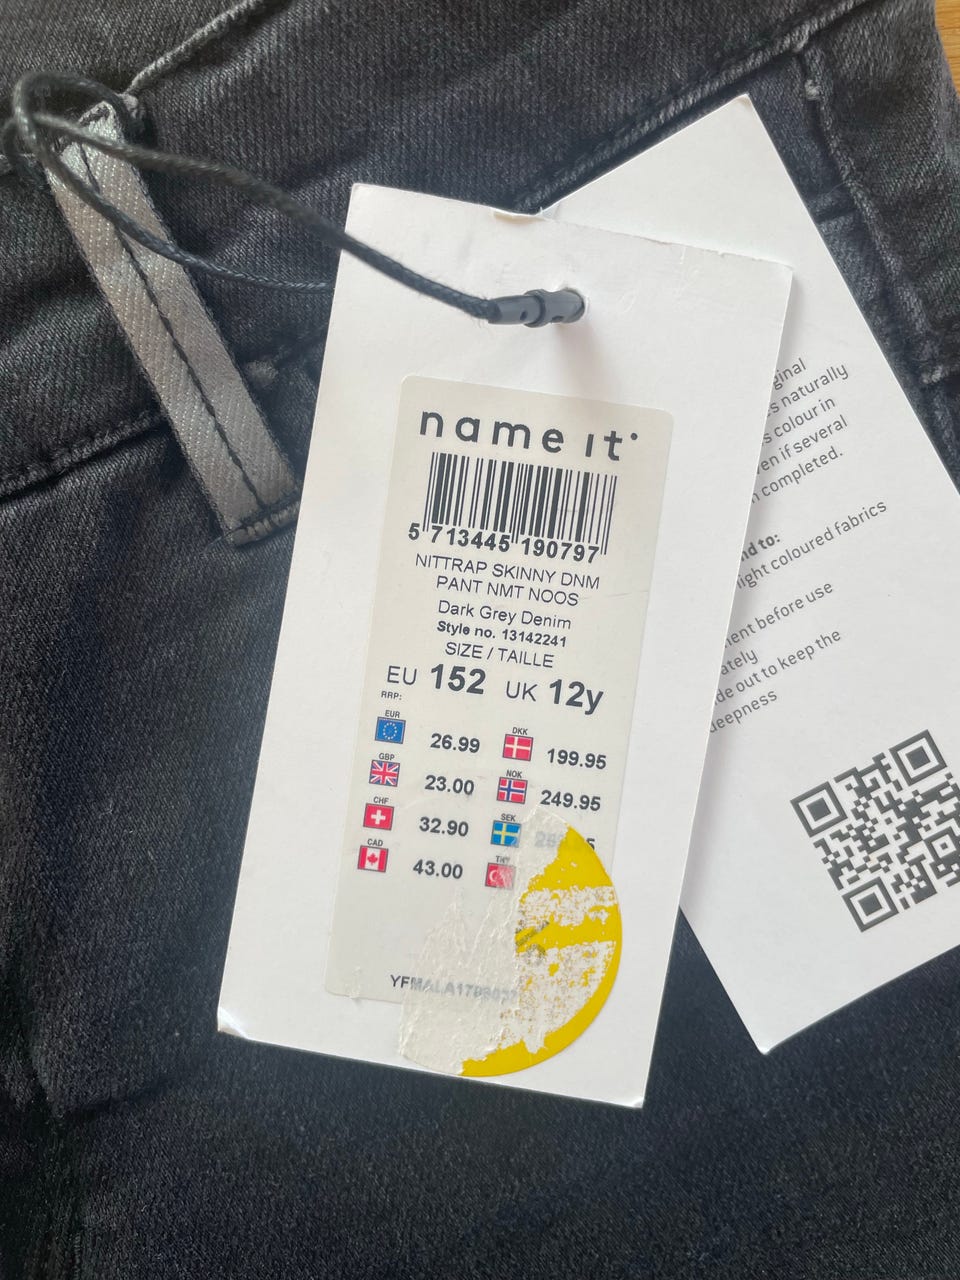 name it
5 713445 190797
NITTRAP SKINNY DNM
PANT NMT NOOS
Dark Grey Denim
Style no. 13142241
SIZE / TAILLE
EU 152 UK 12y
RRP:
EUR 26.99 DKK 199.95
GBP 23.00 NOK 249.95
CHF 32.90 SEK
CAD 43.00
naturally
colour in
if several
completed.
to:
light coloured fabrics
before use
out to keep the
deepness